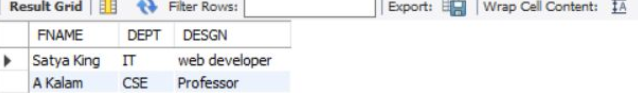 Result Grid Filter Rows: Export: Wrap Cell Content: IA
FNAME DEPT DESGN
Satya King IT web developer
A Kalam CSE Professor